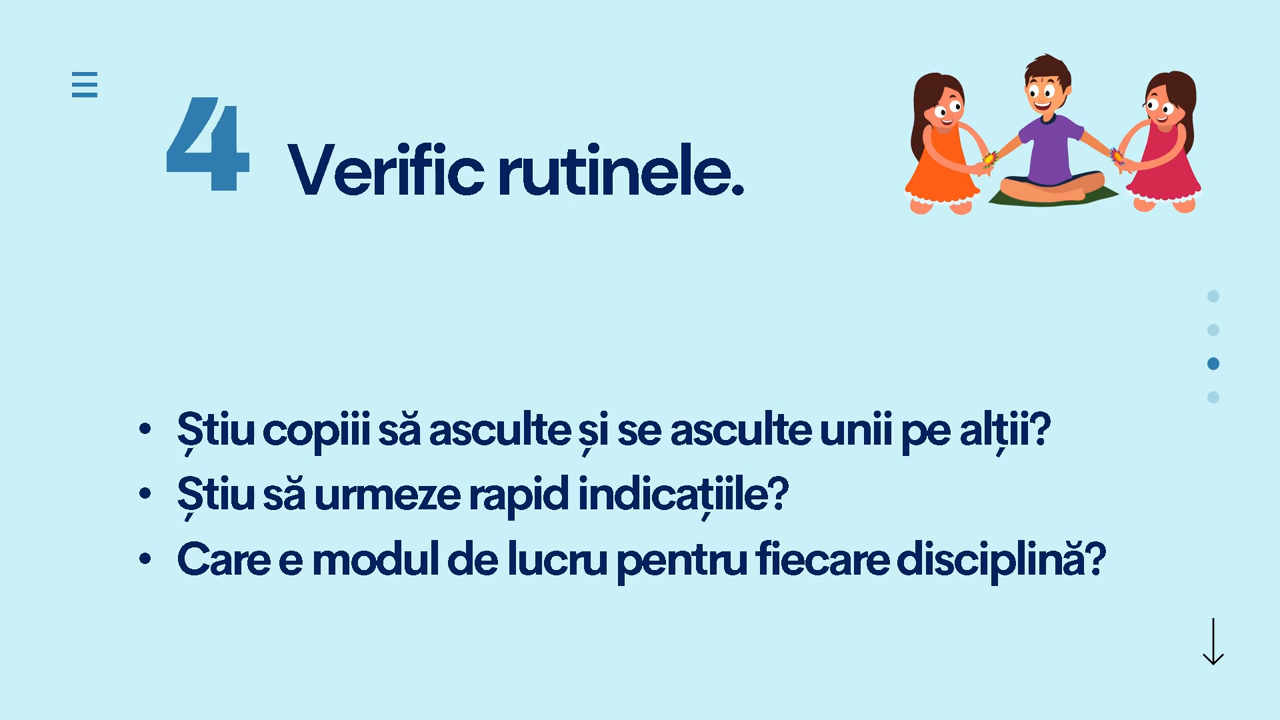 4 Verific rutinele.
• Știu copiii să asculte și se asculte unii pe alții?
• Știu să urmeze rapid indicațiile?
• Care e modul de lucru pentru fiecare disciplină?